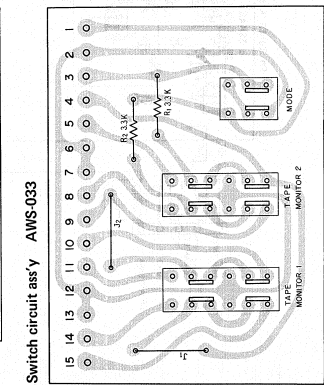 Switch circuit ass'y AWS-033
1
2
3
4
5
6
7
8
9
10
11
12
13
14
15
R2 3.3K
R1 3.3K
J2
J1
MODE
TAPE
MONITOR 2
TAPE
MONITOR 1